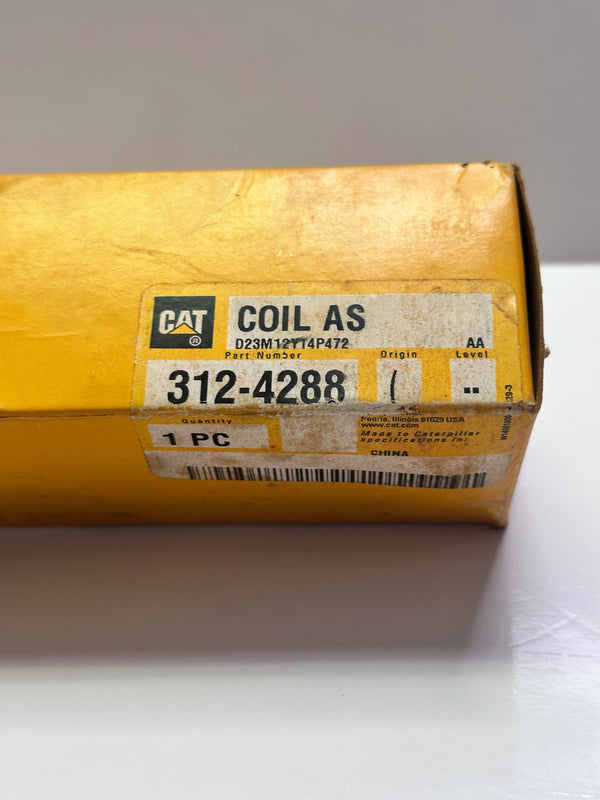 CAT®
COIL AS
D23M12Y14P472
AA
Part Number
Origin
Level
312-4288
--
Quantity
1 PC
Peoria, Illinois 61629 USA
www.cat.com
Made to Caterpillar
specifications in:
CHINA